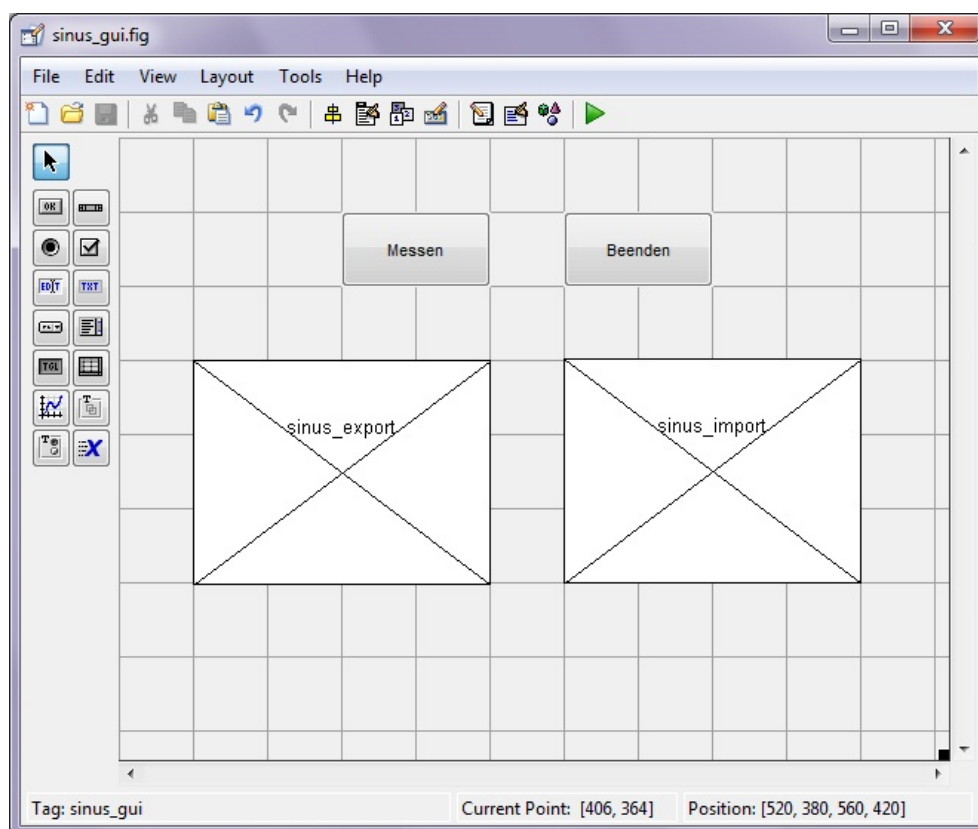 sinus_gui.fig
File Edit View Layout Tools Help
OK
EDIT TXT
TGL
T
T
X
Messen Beenden
sinus_export sinus_import
Tag: sinus_gui Current Point: [406, 364] Position: [520, 380, 560, 420]